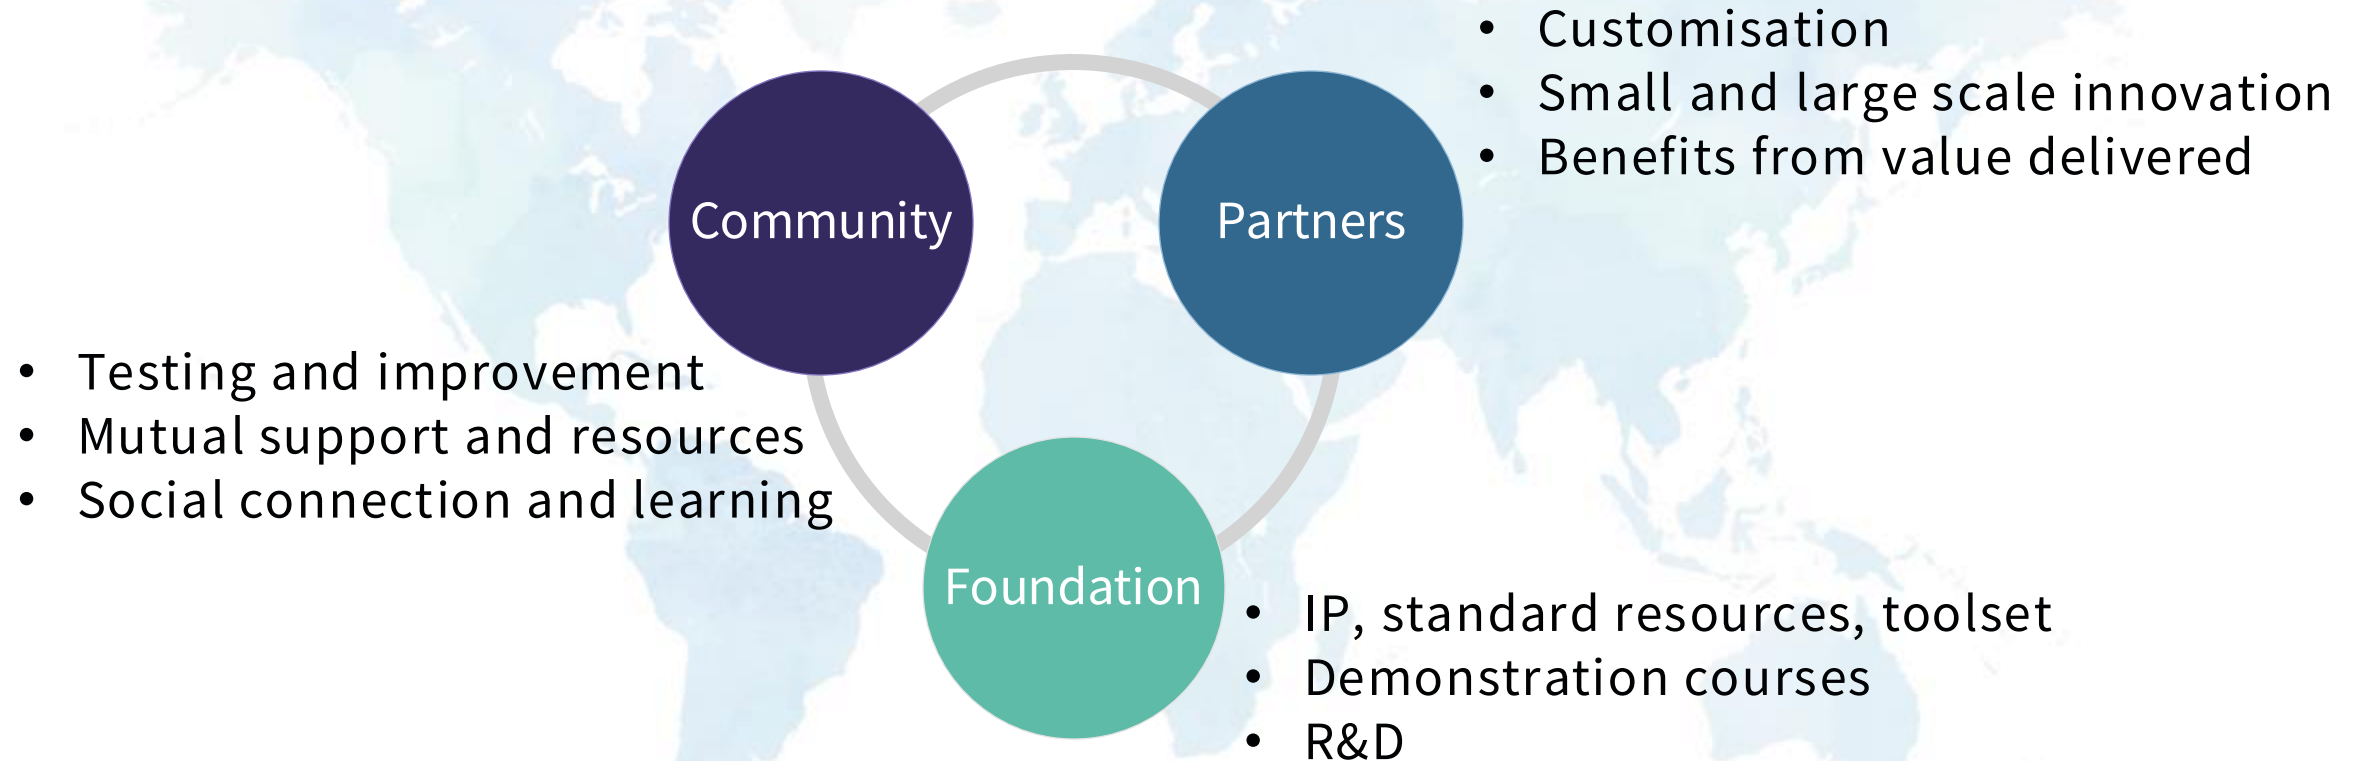 • Customisation
• Small and large scale innovation
• Benefits from value delivered
Community
Partners
• Testing and improvement
• Mutual support and resources
• Social connection and learning
Foundation
• IP, standard resources, toolset
• Demonstration courses
• R&D